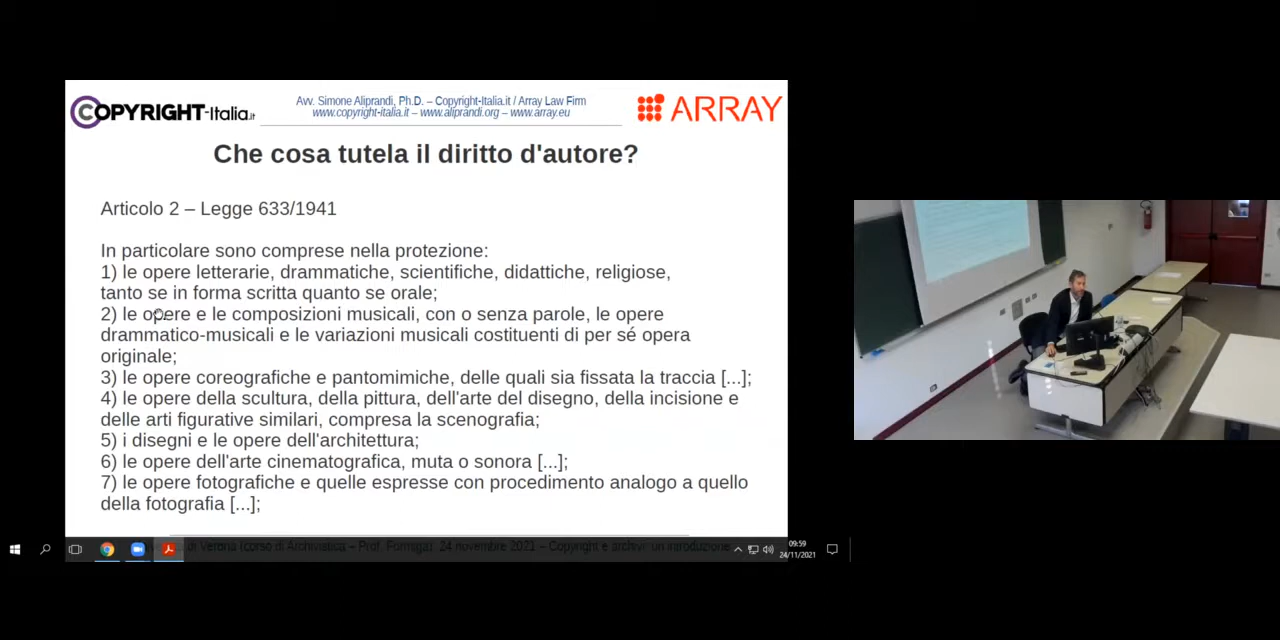 COPYRIGHT-Italia.it
Avv. Simone Aliprandi, Ph.D. – Copyright-Italia.it / Array Law Firm
www.copyright-italia.it – www.aliprandi.org – www.array.eu
ARRAY
Che cosa tutela il diritto d'autore?
Articolo 2 – Legge 633/1941
In particolare sono comprese nella protezione:
1) le opere letterarie, drammatiche, scientifiche, didattiche, religiose,
tanto se in forma scritta quanto se orale;
2) le opere e le composizioni musicali, con o senza parole, le opere
drammatico-musicali e le variazioni musicali costituenti di per sé opera
originale;
3) le opere coreografiche e pantomimiche, delle quali sia fissata la traccia [...];
4) le opere della scultura, della pittura, dell'arte del disegno, della incisione e
delle arti figurative similari, compresa la scenografia;
5) i disegni e le opere dell'architettura;
6) le opere dell'arte cinematografica, muta o sonora [...];
7) le opere fotografiche e quelle espresse con procedimento analogo a quello
della fotografia [...];
di Verona (corso di Archivistica – Prof. Formiga), 24 novembre 2021 – Copyright e archivi: un'introduzione
09:59
24/11/2021